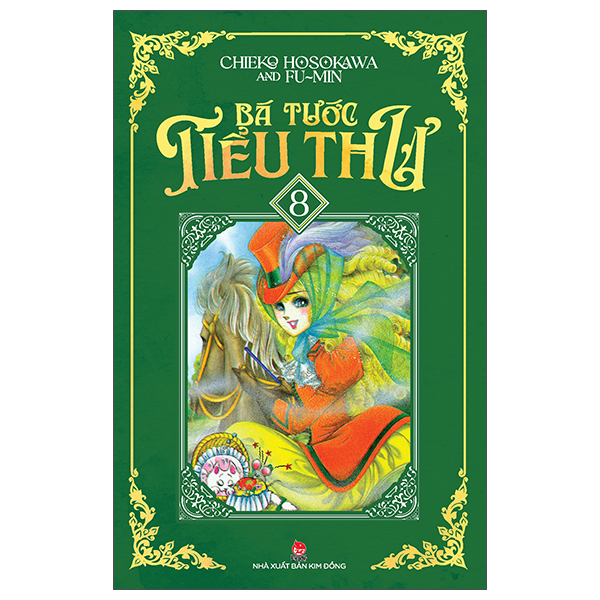 CHIEKO HOSOKAWA
AND FU~MIN
BÁ TƯỚC
TIỂU THƯ
8
NHÀ XUẤT BẢN KIM ĐỒNG